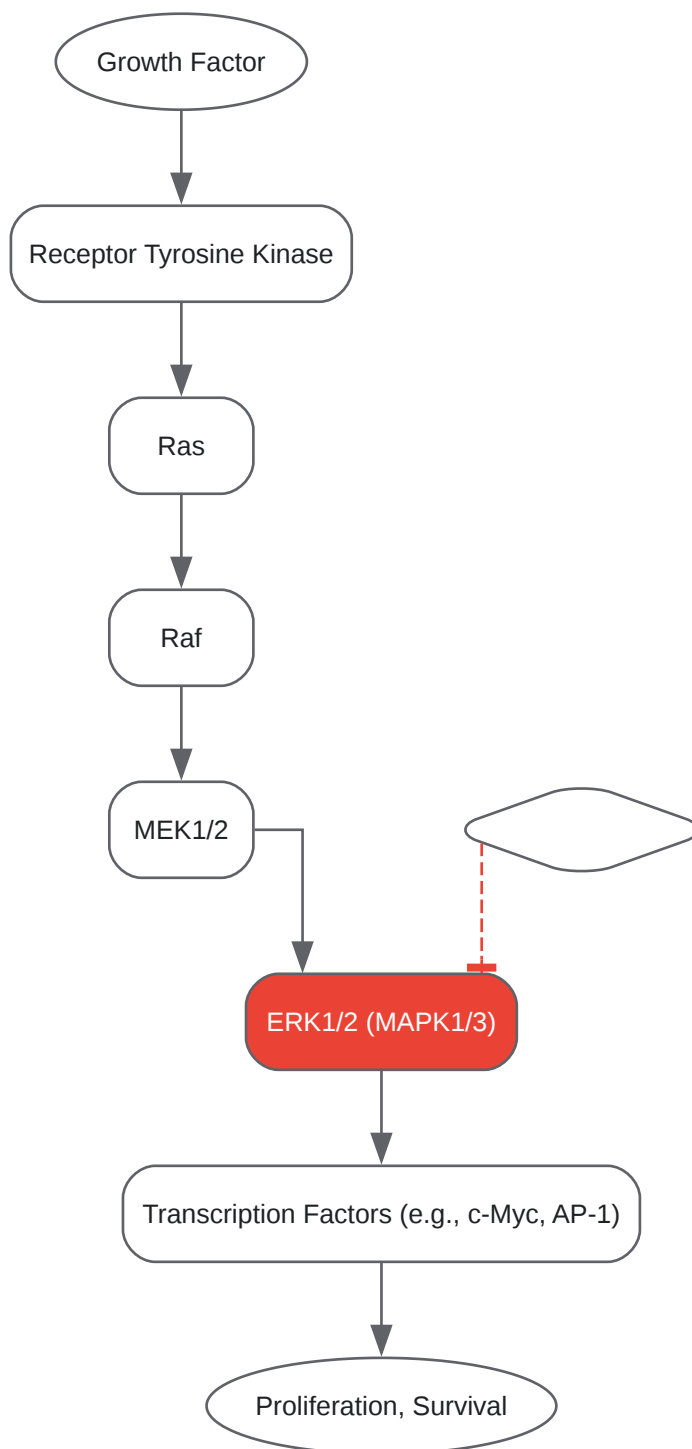 Growth Factor
Receptor Tyrosine Kinase
Ras
Raf
MEK1/2
ERK1/2 (MAPK1/3)
Transcription Factors (e.g., c-Myc, AP-1)
Proliferation, Survival